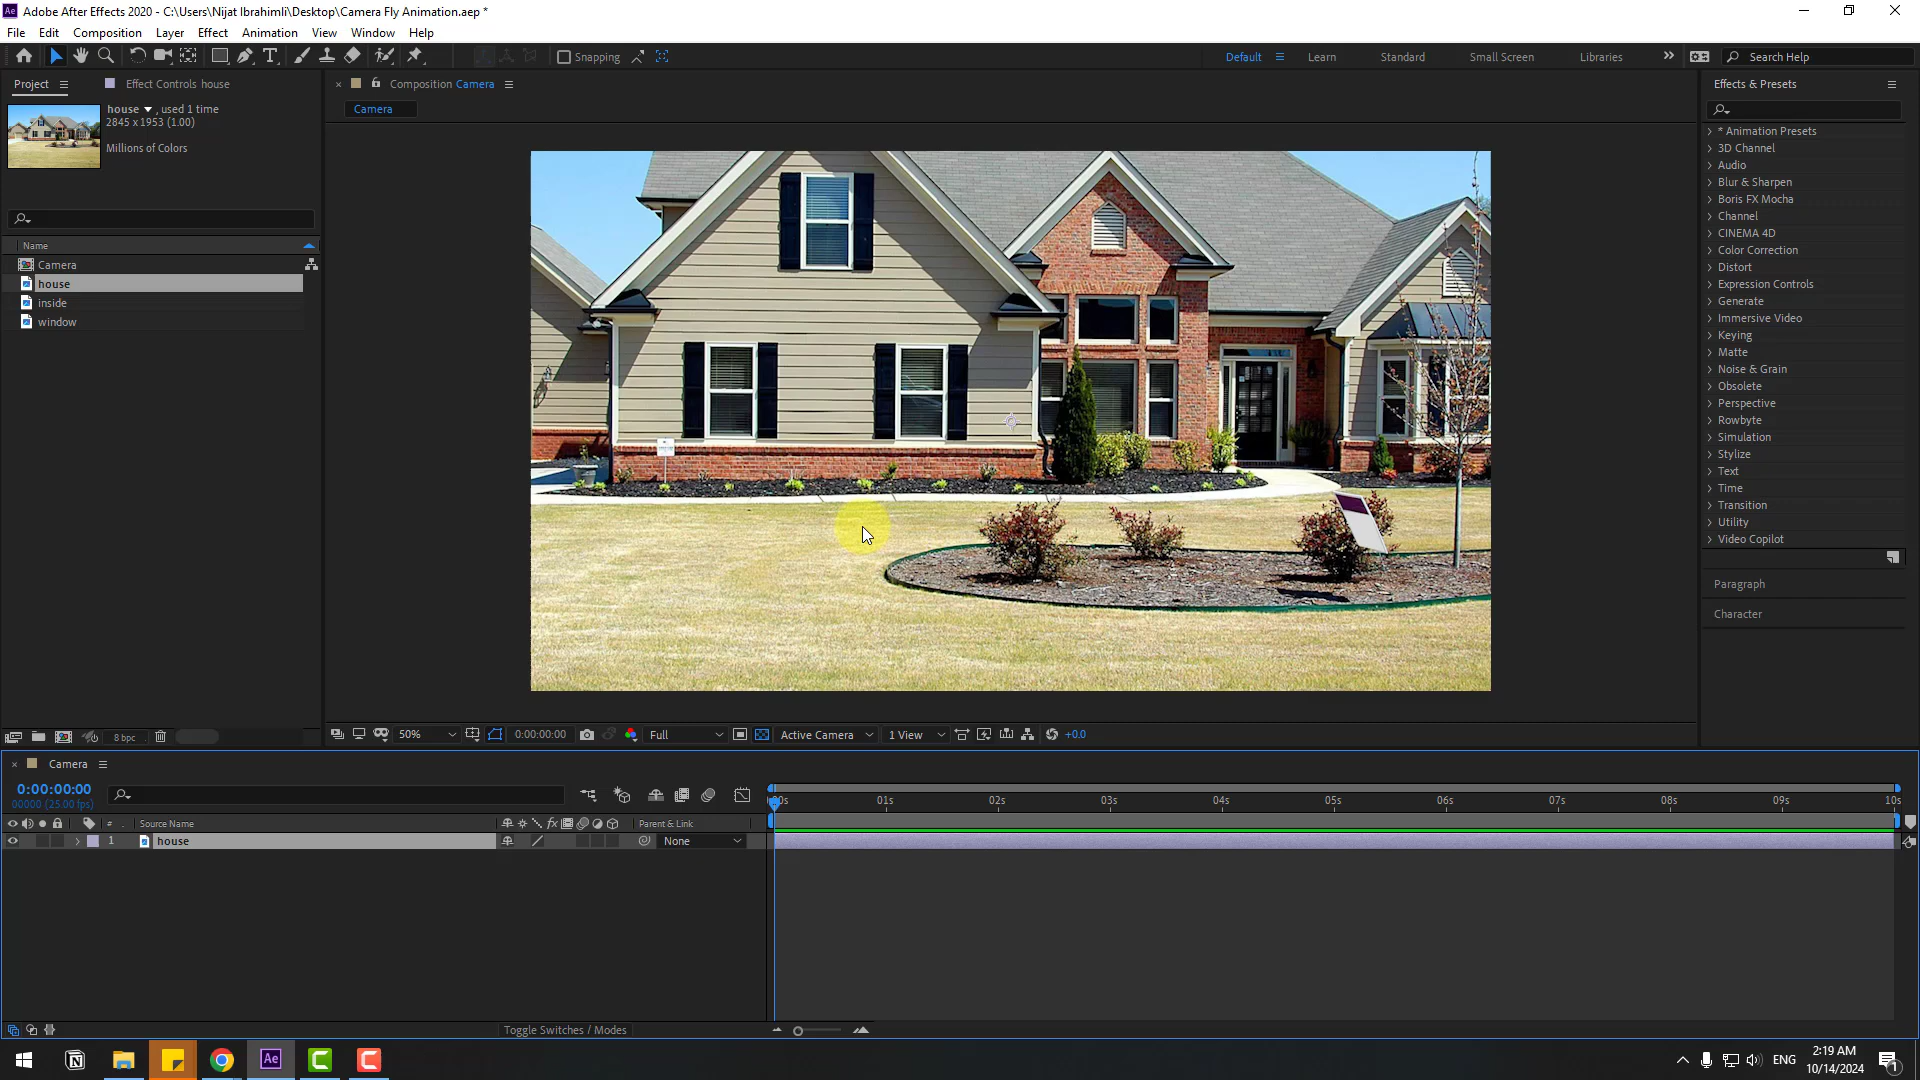 Adobe After Effects 2020 - C:\Users\Nijat Ibrahimli\Desktop\Camera Fly Animation.aep *
File Edit Composition Layer Effect Animation View Window Help
Snapping
Default Learn Standard Small Screen Libraries Search Help
Project Effect Controls house
house , used 1 time
2845 x 1953 (1.00)
Millions of Colors
Name
Camera
house
inside
window
8 bpc
Composition Camera
Camera
50% 0:00:00:00 Full Active Camera 1 View +0.0
Effects & Presets
* Animation Presets
3D Channel
Audio
Blur & Sharpen
Boris FX Mocha
Channel
CINEMA 4D
Color Correction
Distort
Expression Controls
Generate
Immersive Video
Keying
Matte
Noise & Grain
Obsolete
Perspective
Rowbyte
Simulation
Stylize
Text
Time
Transition
Utility
Video Copilot
Paragraph
Character
Camera
0:00:00:00
00000 (25.00 fps)
00s 01s 02s 03s 04s 05s 06s 07s 08s 09s 10s
# Source Name Parent & Link
1 house None
Toggle Switches / Modes
ENG
2:19 AM
10/14/2024
1